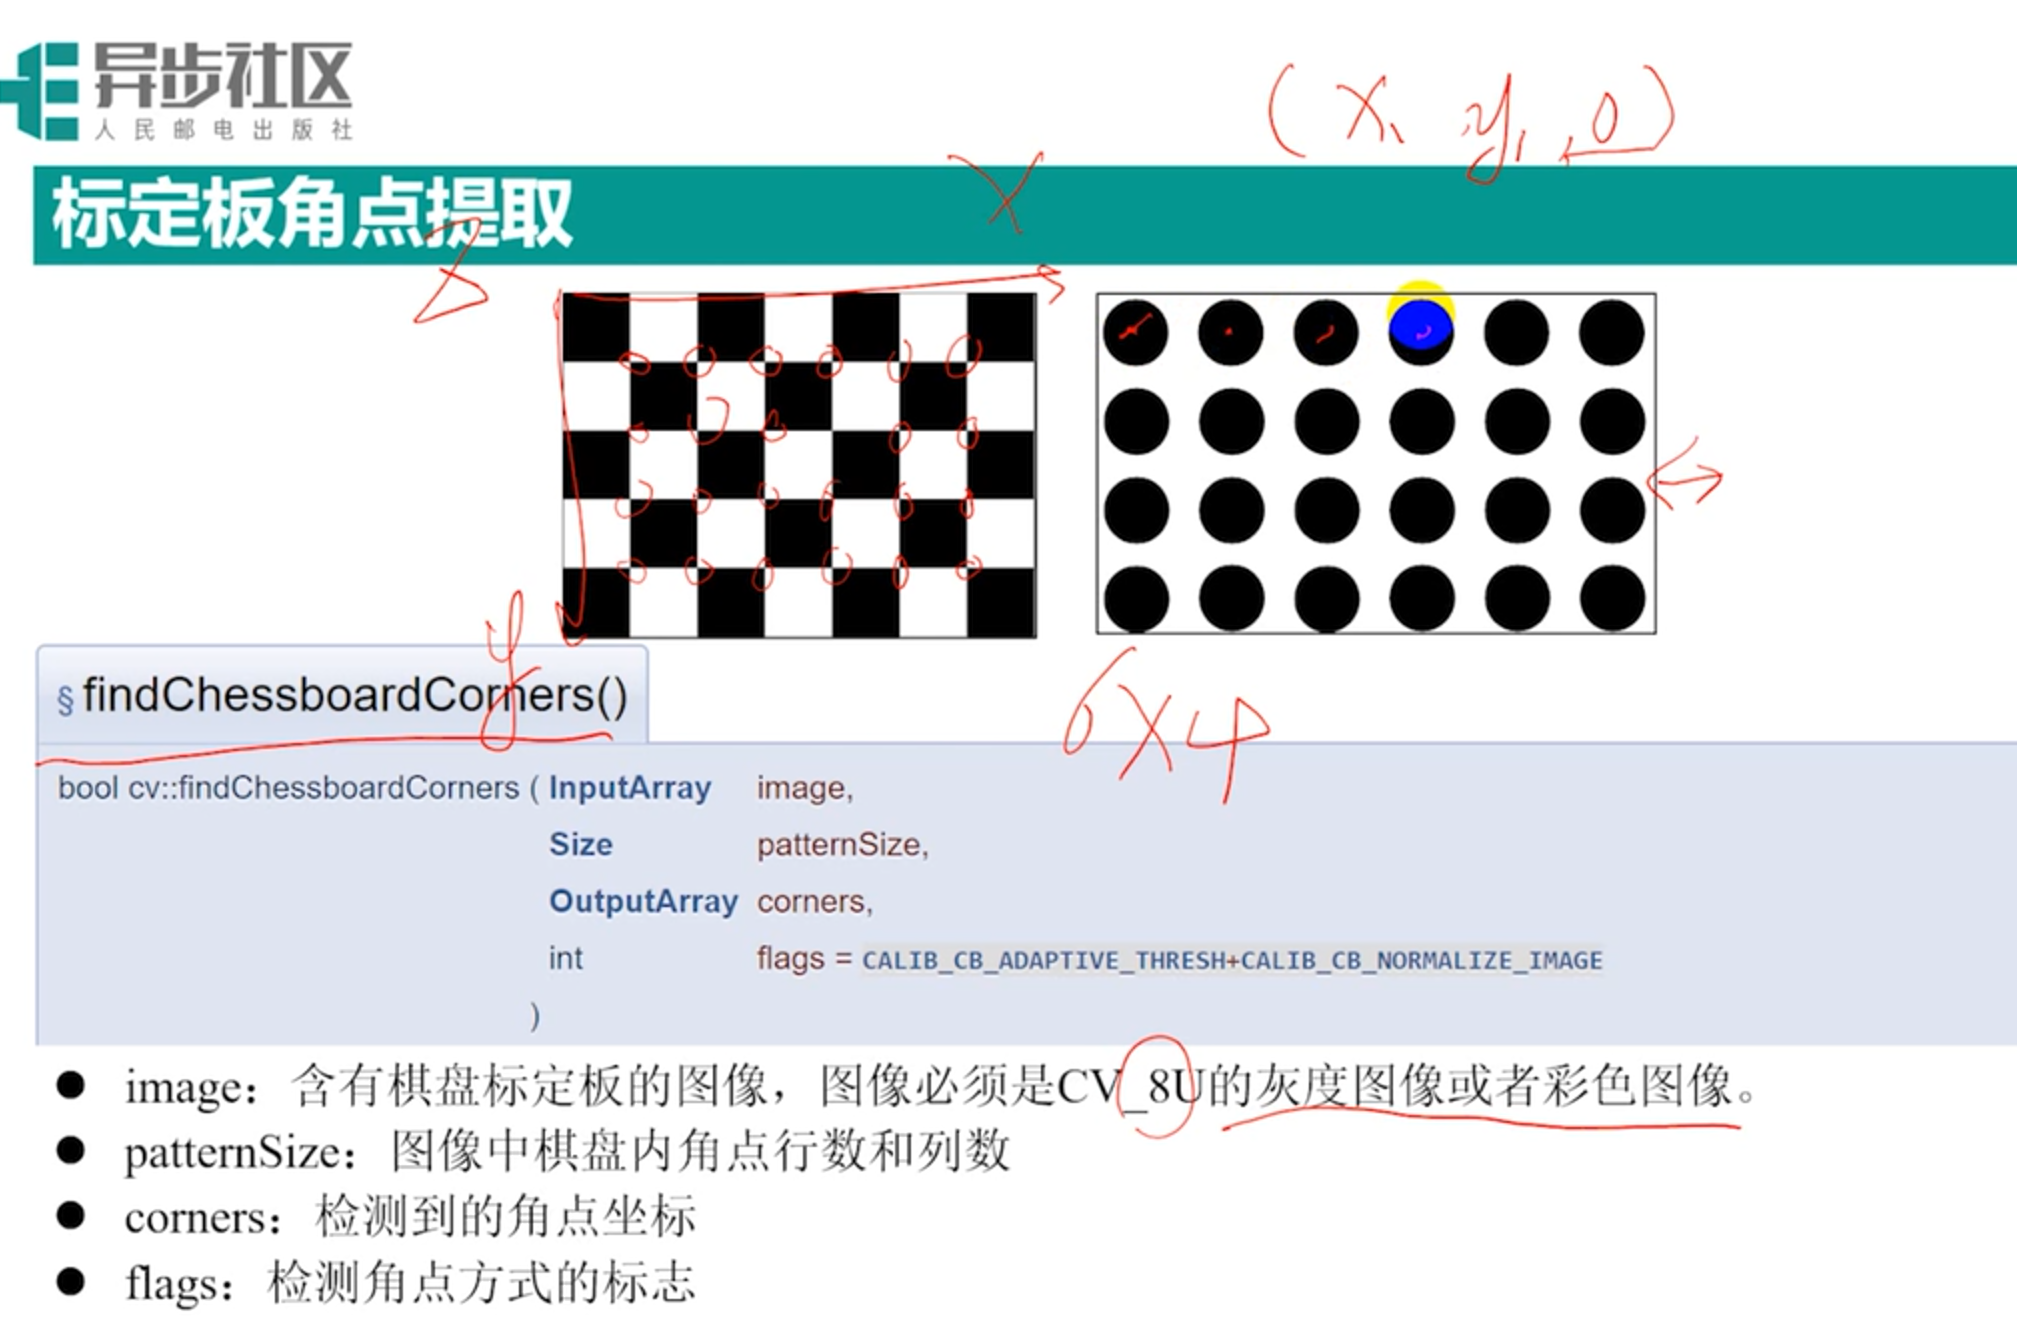 异步社区
人民邮电出版社
(x, y, 0)
x
标定板角点提取
z
y
6x4
§ findChessboardCorners()
bool cv::findChessboardCorners ( InputArray image,
Size patternSize,
OutputArray corners,
int flags = CALIB_CB_ADAPTIVE_THRESH+CALIB_CB_NORMALIZE_IMAGE
)
● image：含有棋盘标定板的图像，图像必须是CV_8U的灰度图像或者彩色图像。
● patternSize：图像中棋盘内角点行数和列数
● corners：检测到的角点坐标
● flags：检测角点方式的标志